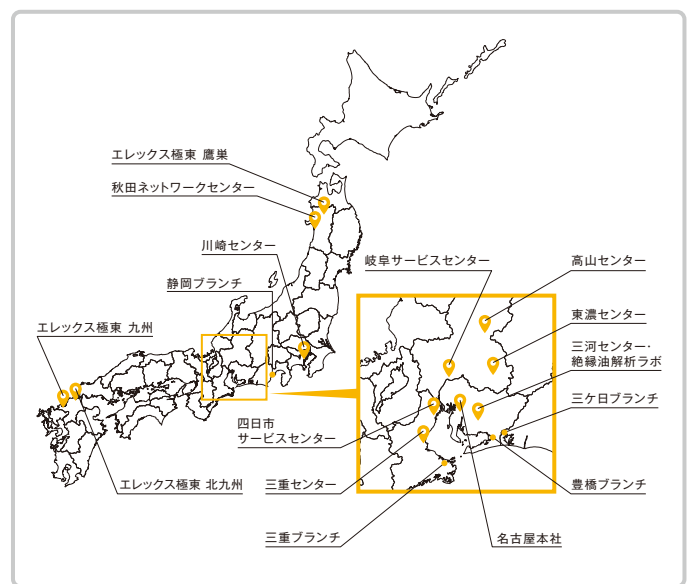 エレックス極東 鷹巣
秋田ネットワークセンター
川崎センター
静岡ブランチ
エレックス極東 九州
エレックス極東 北九州
岐阜サービスセンター
高山センター
東濃センター
三河センター・
絶縁油解析ラボ
三ケ日ブランチ
四日市
サービスセンター
三重センター
豊橋ブランチ
三重ブランチ
名古屋本社